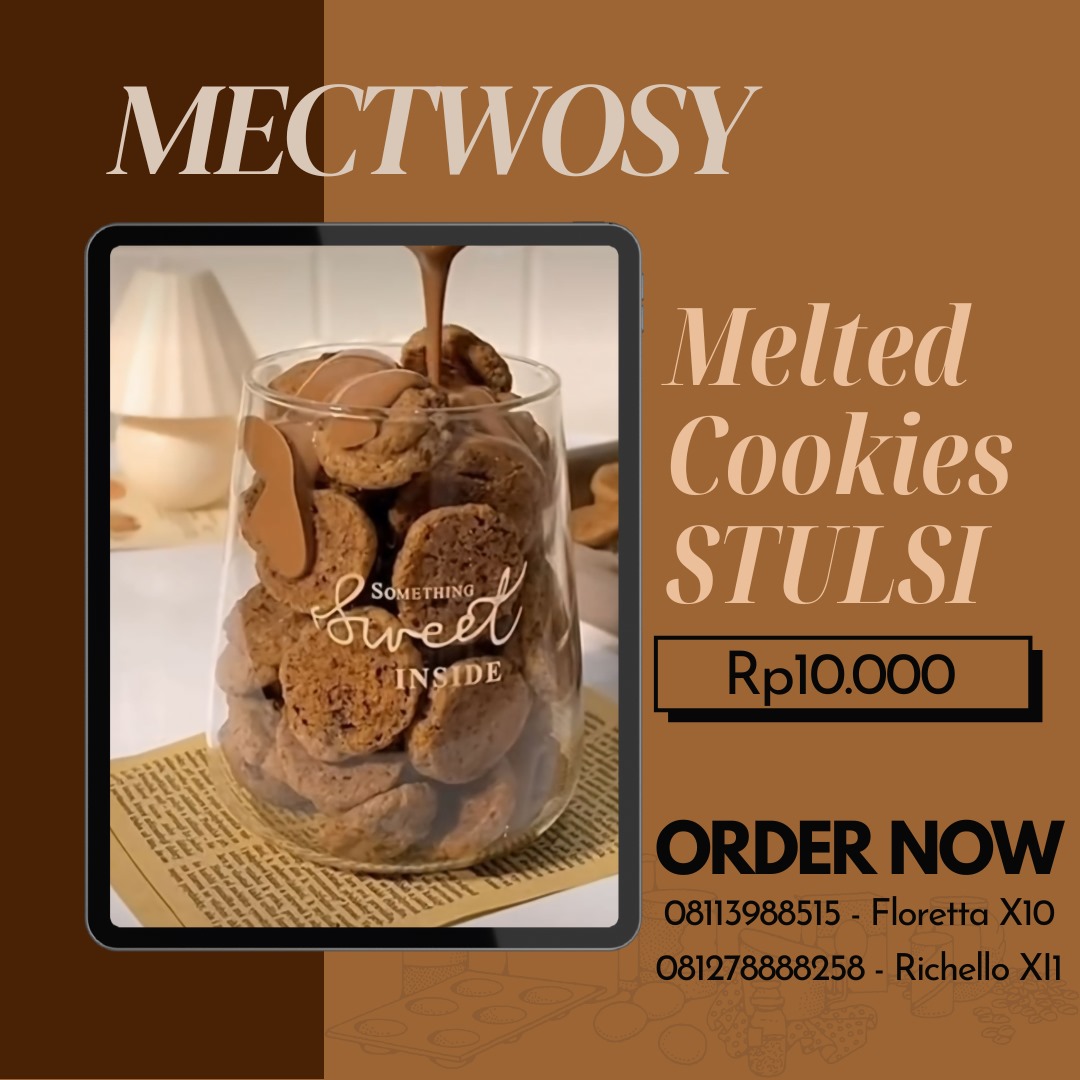 MECTWOSY
Melted
Cookies
STULSI
SOMETHING
Sweet
INSIDE
Rp10.000
ORDER NOW
08113988515 - Floretta X10
081278888258 - Richello XI1